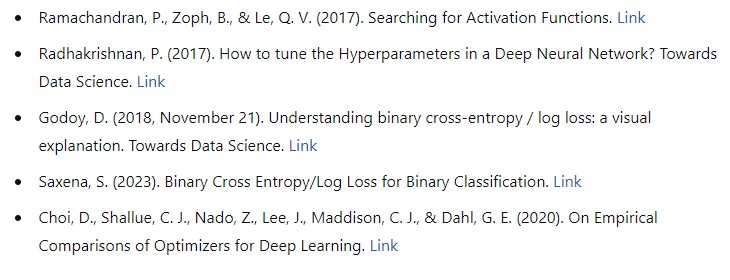 • Ramachandran, P., Zoph, B., & Le, Q. V. (2017). Searching for Activation Functions. Link
• Radhakrishnan, P. (2017). How to tune the Hyperparameters in a Deep Neural Network? Towards
Data Science. Link
• Godoy, D. (2018, November 21). Understanding binary cross-entropy / log loss: a visual
explanation. Towards Data Science. Link
• Saxena, S. (2023). Binary Cross Entropy/Log Loss for Binary Classification. Link
• Choi, D., Shallue, C. J., Nado, Z., Lee, J., Maddison, C. J., & Dahl, G. E. (2020). On Empirical
Comparisons of Optimizers for Deep Learning. Link